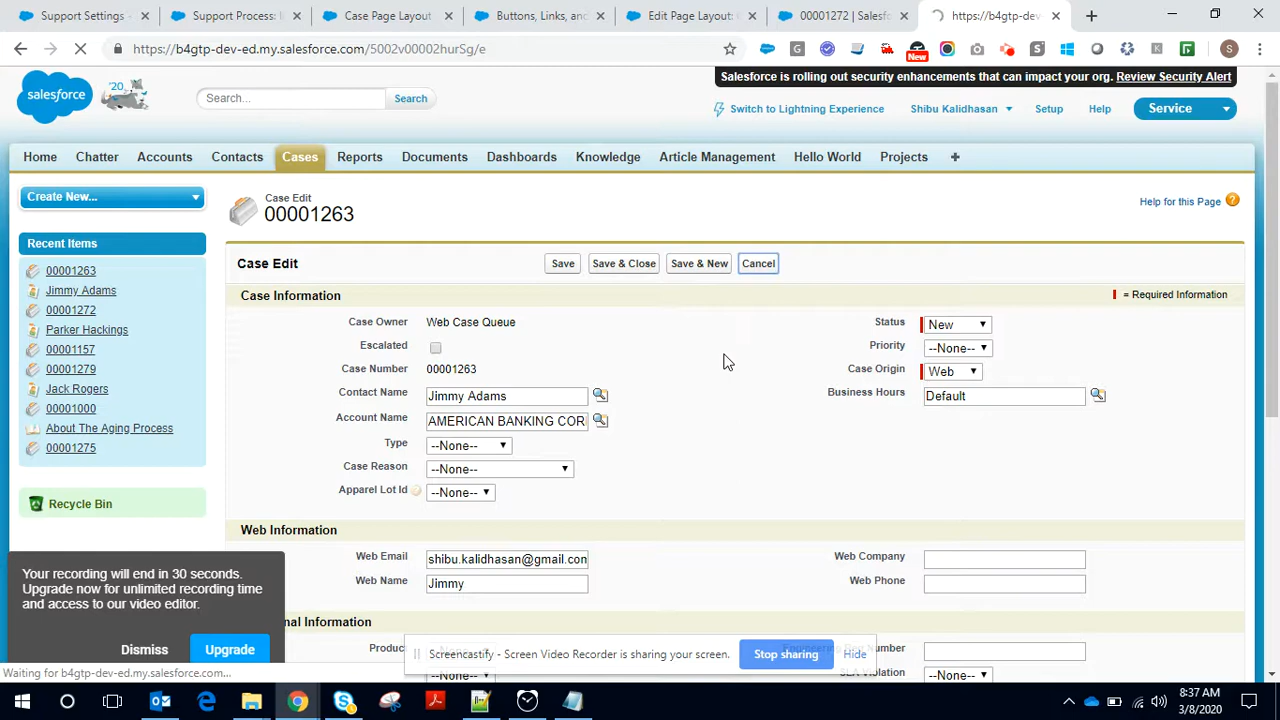 Support Settings
Support Process: I
Case Page Layout
Buttons, Links, an
Edit Page Layout:
00001272 | Salesf
https://b4gtp-dev
https://b4gtp-dev-ed.my.salesforce.com/5002v00002hurSg/e
New
S
salesforce
'20
Search...
Search
Salesforce is rolling out security enhancements that can impact your org. Review Security Alert
Switch to Lightning Experience
Shibu Kalidhasan
Setup
Help
Service
Home
Chatter
Accounts
Contacts
Cases
Reports
Documents
Dashboards
Knowledge
Article Management
Hello World
Projects
+
Create New...
Recent Items
00001263
Jimmy Adams
00001272
Parker Hackings
00001157
00001279
Jack Rogers
00001000
About The Aging Process
00001275
Recycle Bin
Case Edit
00001263
Help for this Page
Case Edit
Save
Save & Close
Save & New
Cancel
Case Information
= Required Information
Case Owner Web Case Queue
Escalated
Case Number 00001263
Contact Name Jimmy Adams
Account Name AMERICAN BANKING COR
Type --None--
Case Reason --None--
Apparel Lot Id --None--
Status New
Priority --None--
Case Origin Web
Business Hours Default
Web Information
Web Email shibu.kalidhasan@gmail.con
Web Name Jimmy
Web Company
Web Phone
nal Information
Produc
Number
SLA Violation --None--
--None--
Your recording will end in 30 seconds.
Upgrade now for unlimited recording time
and access to our video editor.
Dismiss
Upgrade
Screencastify - Screen Video Recorder is sharing your screen.
Stop sharing
Hide
Waiting for b4gtp-dev-ed.my.salesforce.com...
8:37 AM
3/8/2020